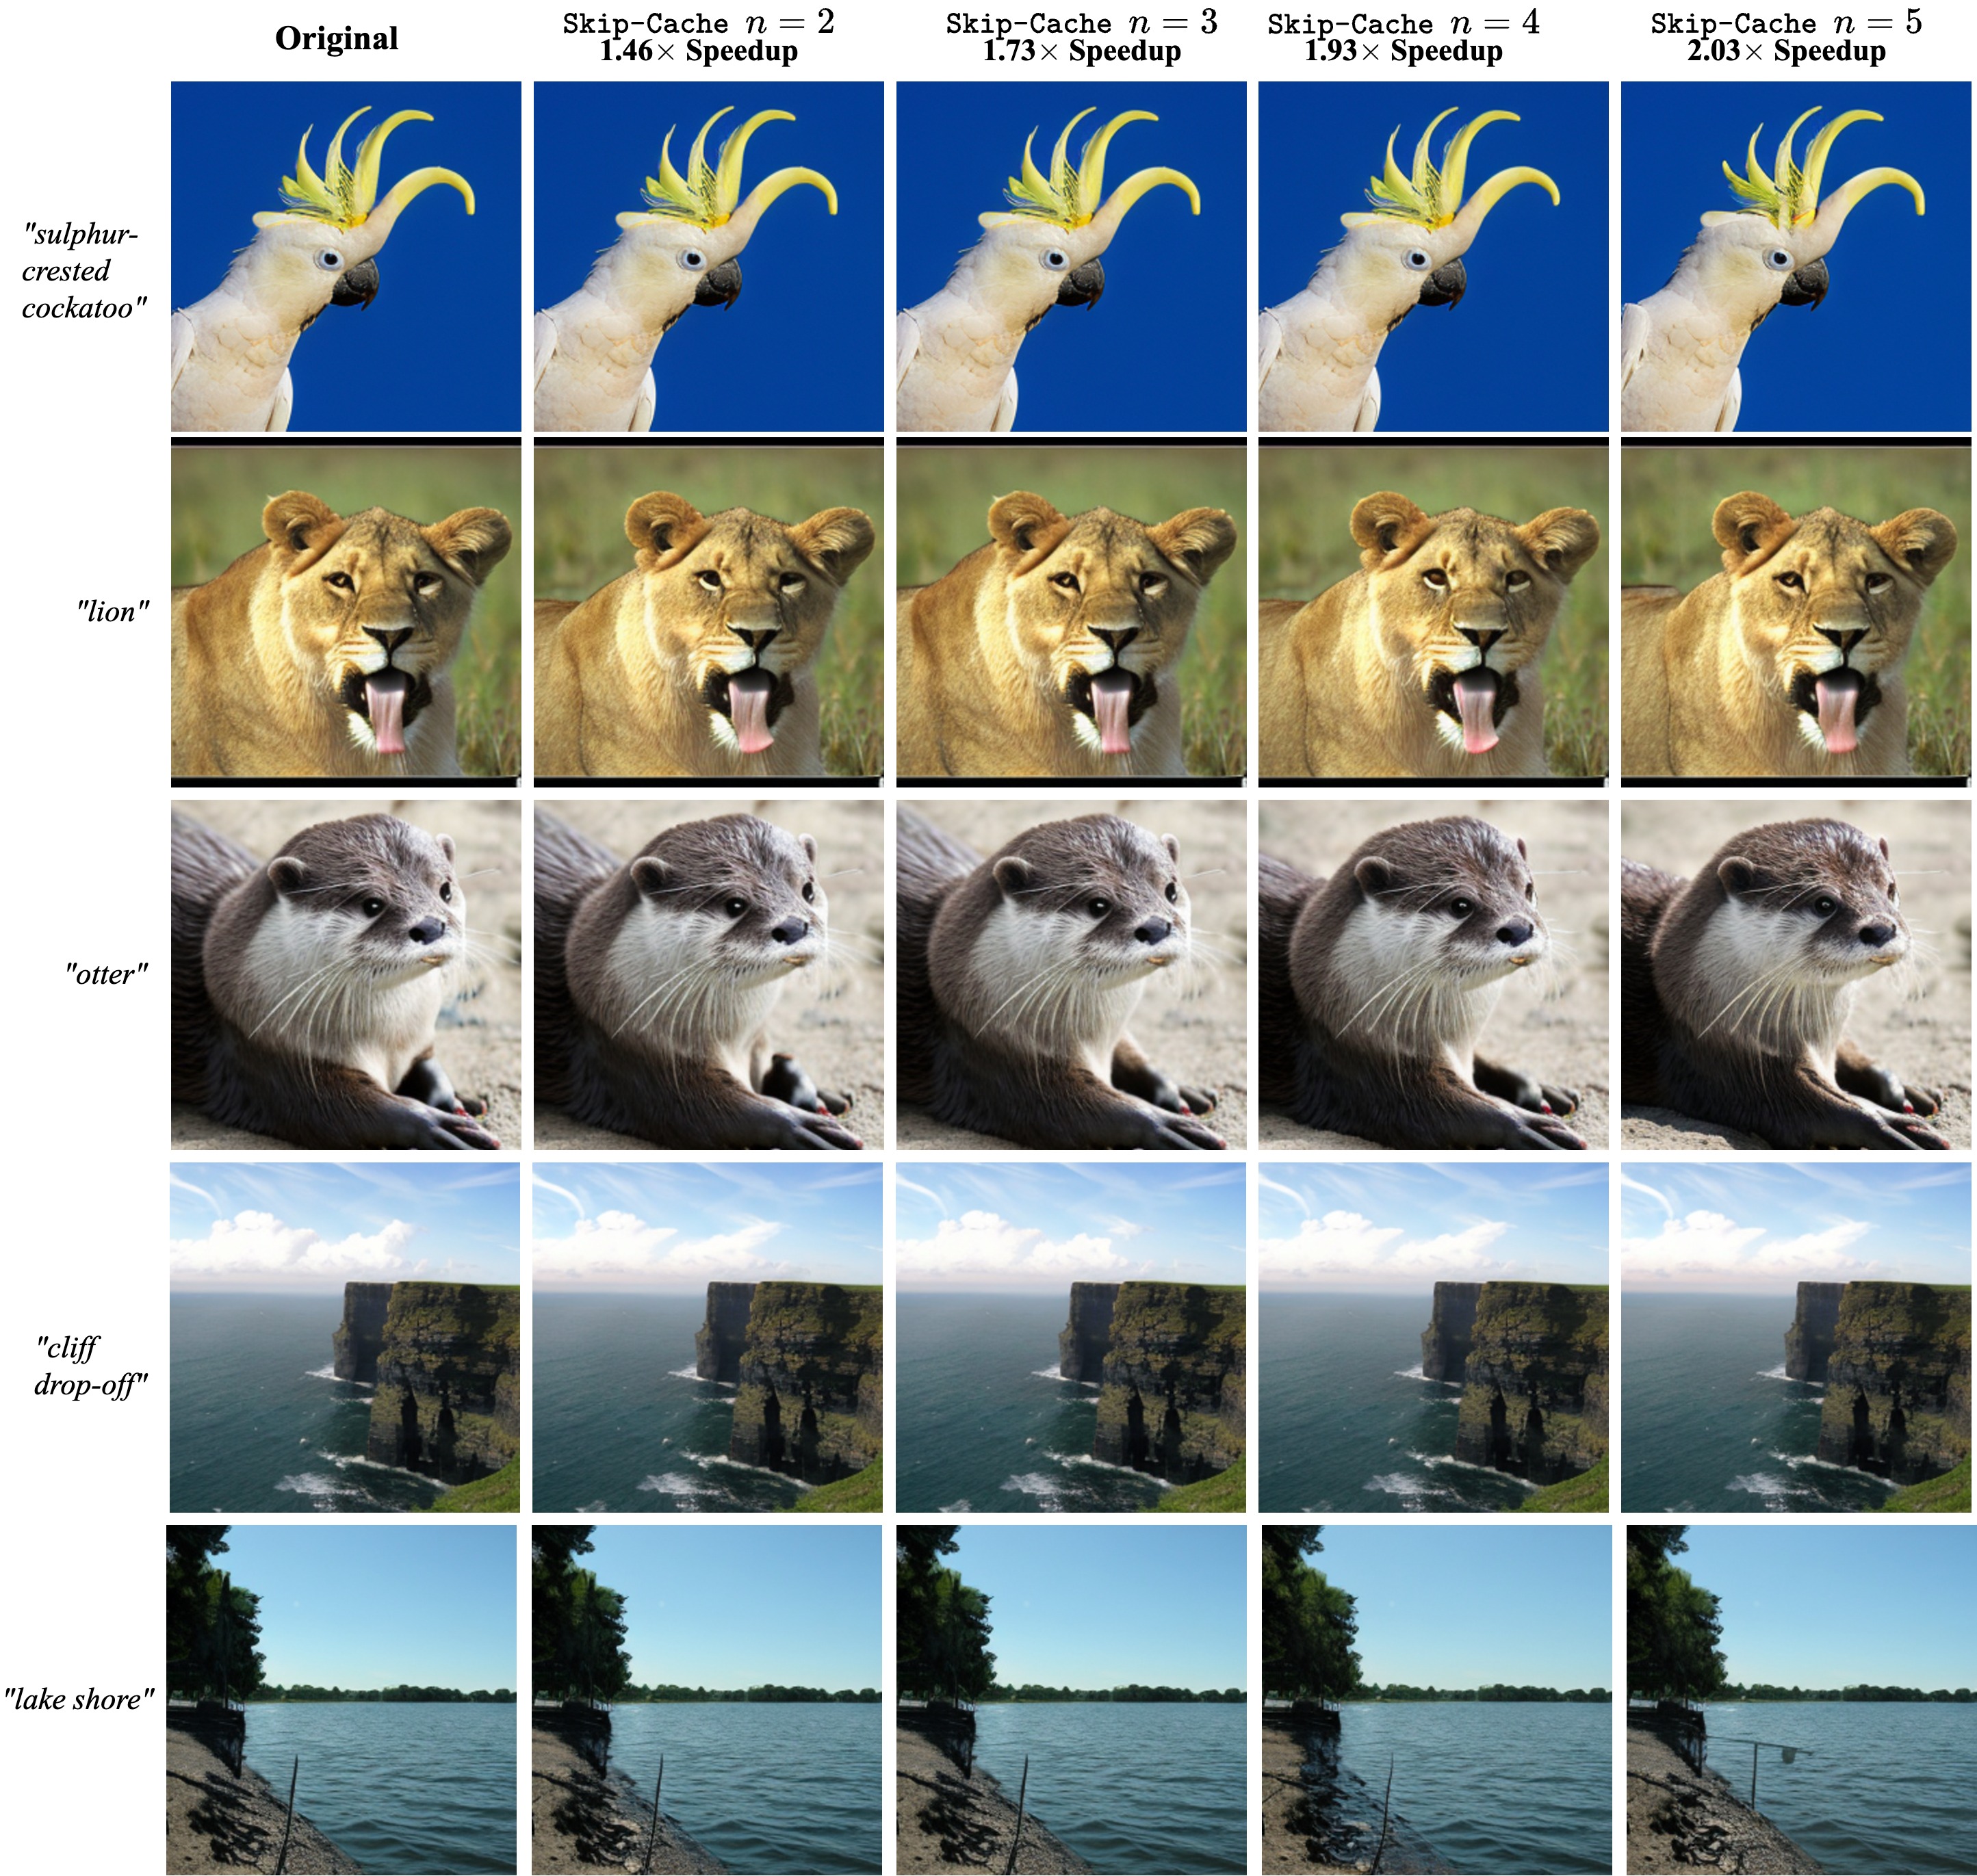 Original
Skip-Cache n = 2
1.46× Speedup
Skip-Cache n = 3
1.73× Speedup
Skip-Cache n = 4
1.93× Speedup
Skip-Cache n = 5
2.03× Speedup
"sulphur-
crested
cockatoo"
"lion"
"otter"
"cliff
drop-off"
"lake shore"